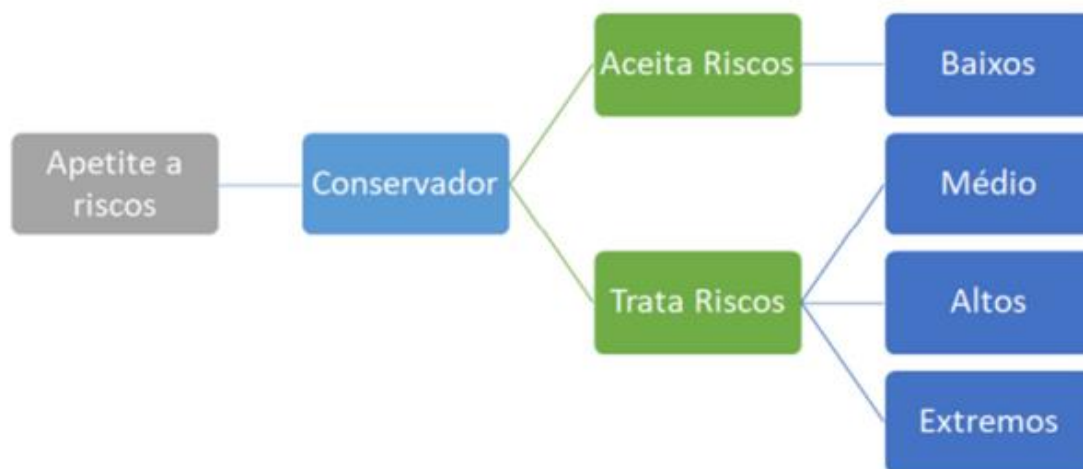 Apetite a
riscos
Conservador
Aceita Riscos
Baixos
Trata Riscos
Médio
Altos
Extremos